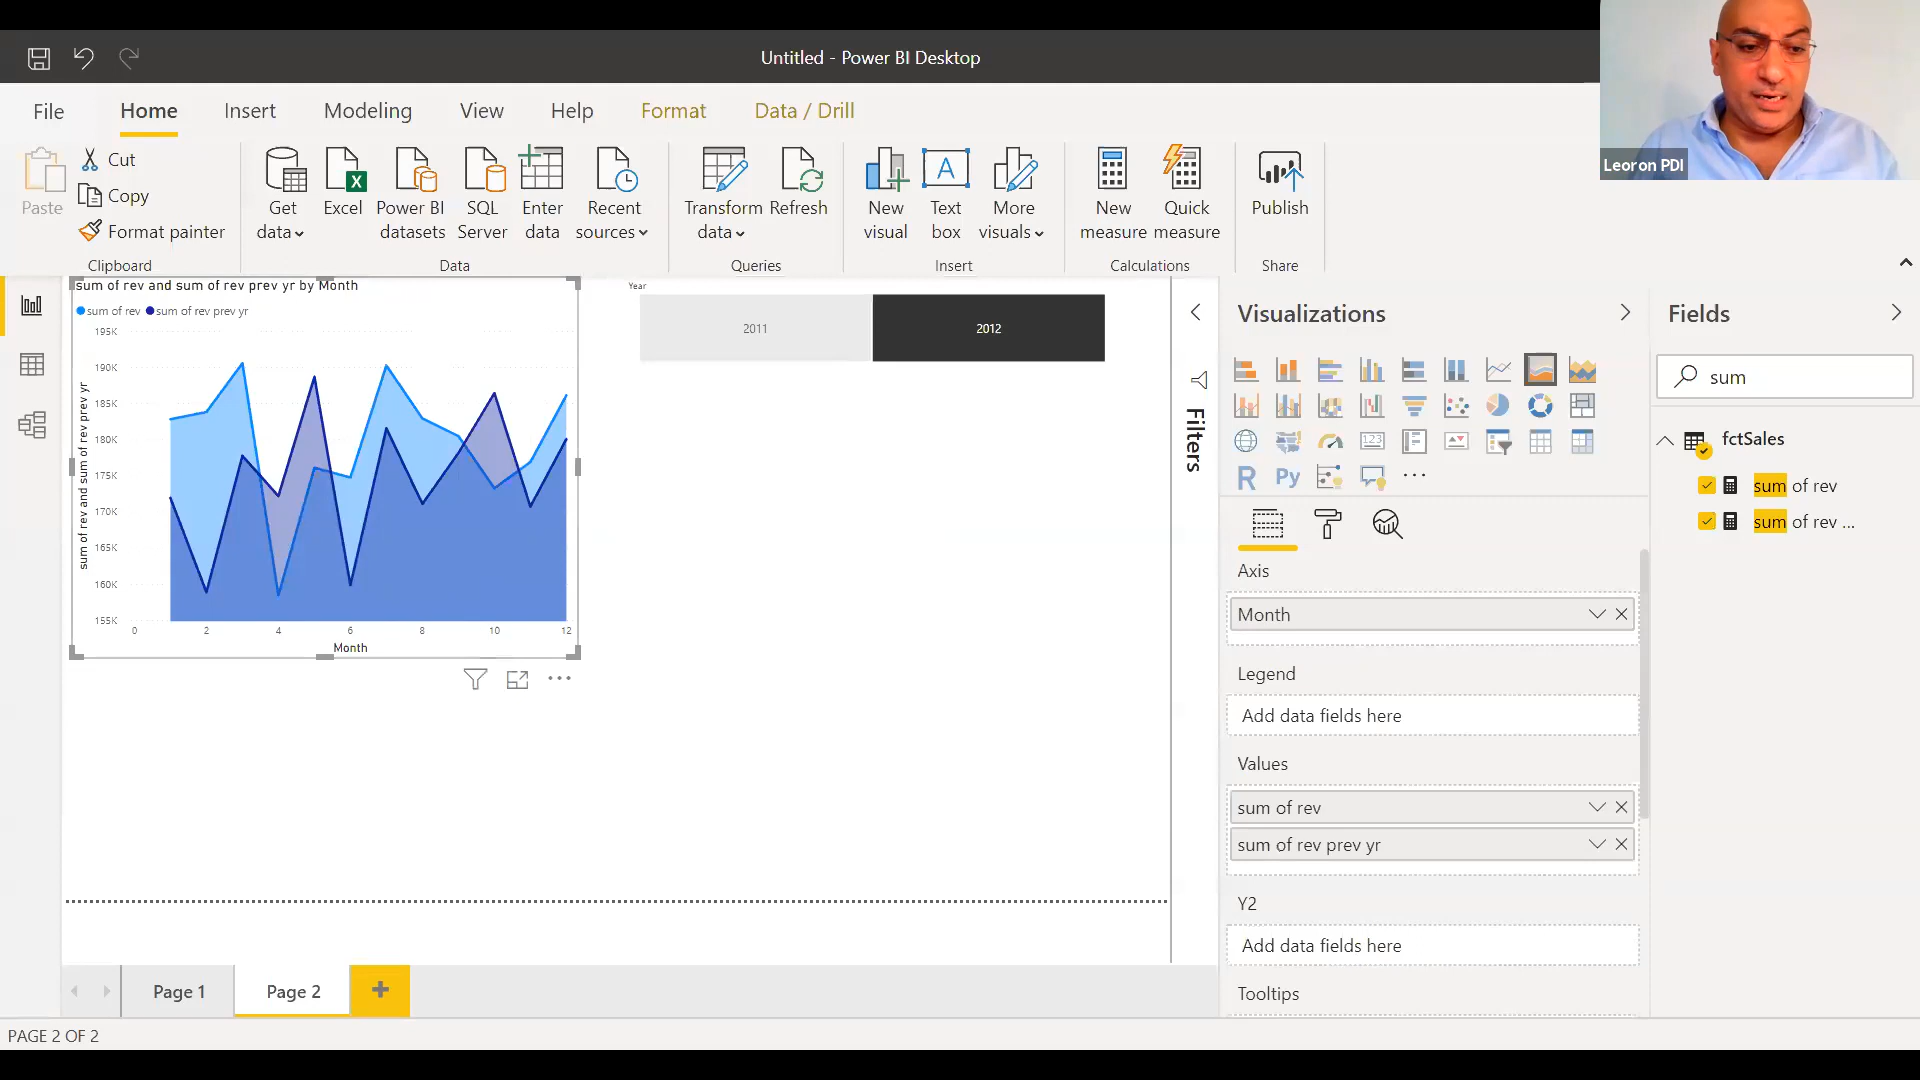 Untitled - Power BI Desktop
Leoron PDI
File Home Insert Modeling View Help Format Data / Drill
Paste
Cut
Copy
Format painter
Clipboard
Get data
Excel
Power BI datasets
SQL Server
Enter data
Recent sources
Data
Transform data
Refresh
Queries
New visual
A
Text box
More visuals
Insert
New measure
Quick measure
Calculations
Publish
Share
sum of rev and sum of rev prev yr by Month
sum of rev sum of rev prev yr
195K
190K
185K
180K
175K
170K
165K
160K
155K
sum of rev and sum of rev prev yr
0 2 4 6 8 10 12
Month
Year
2011 2012
Filters
Visualizations
123
R Py
Axis
Month
Legend
Add data fields here
Values
sum of rev
sum of rev prev yr
Y2
Add data fields here
Tooltips
Fields
sum
fctSales
sum of rev
sum of rev ...
Page 1
Page 2
PAGE 2 OF 2